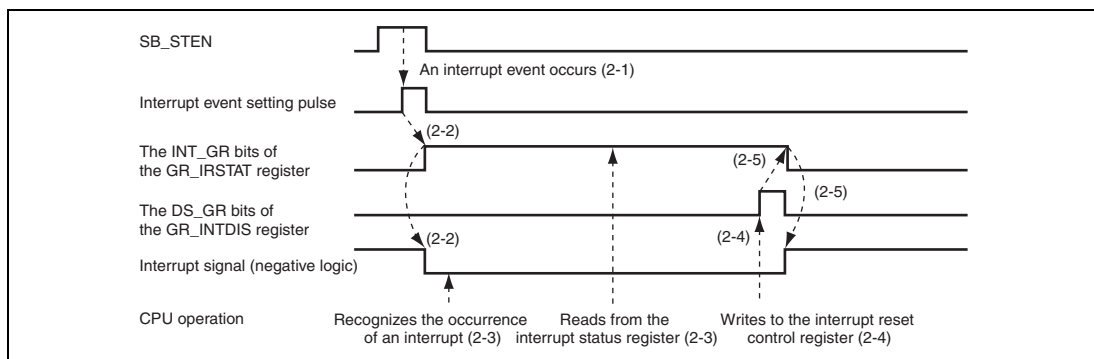 SB_STEN
An interrupt event occurs (2-1)
Interrupt event setting pulse
(2-2)
The INT_GR bits of
the GR_IRSTAT register
(2-5)
(2-5)
The DS_GR bits of
the GR_INTDIS register
(2-2)
(2-4)
Interrupt signal (negative logic)
CPU operation
Recognizes the occurrence
of an interrupt (2-3)
Reads from the
interrupt status register (2-3)
Writes to the interrupt reset
control register (2-4)